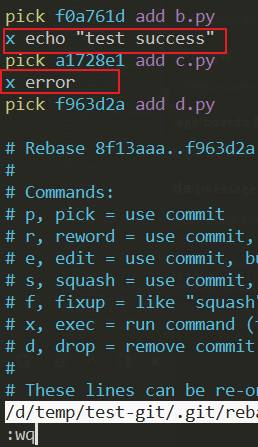 pick f0a761d add b.py
x echo "test success"
pick a1728e1 add c.py
x error
pick f963d2a add d.py
# Rebase 8f13aaa..f963d2a
#
# Commands:
# p, pick = use commit
# r, reword = use commit,
# e, edit = use commit, bu
# s, squash = use commit,
# f, fixup = like "squash"
# x, exec = run command (
# d, drop = remove commit
#
# These lines can be re-o
/d/temp/test-git/.git/reba
:wq